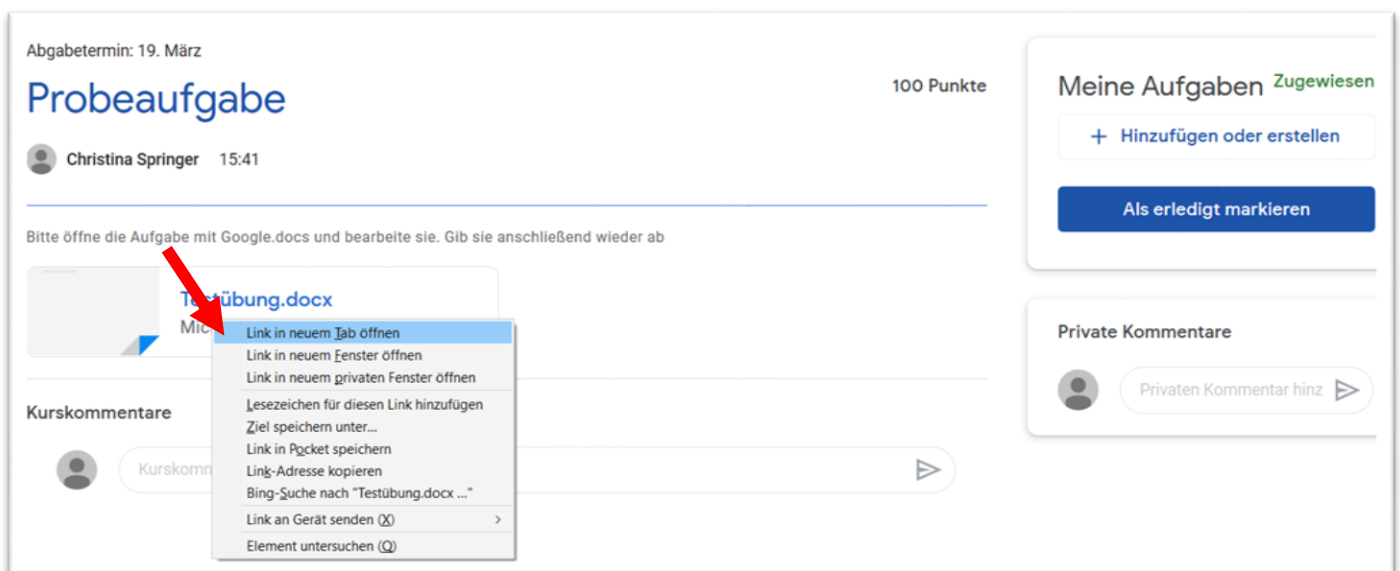 Abgabetermin: 19. März
Probeaufgabe
100 Punkte
Christina Springer 15:41
Bitte öffne die Aufgabe mit Google.docs und bearbeite sie. Gib sie anschließend wieder ab
Testübung.docx
Mic
Link in neuem Tab öffnen
Link in neuem Fenster öffnen
Link in neuem privaten Fenster öffnen
Lesezeichen für diesen Link hinzufügen
Ziel speichern unter...
Link in Pocket speichern
Link-Adresse kopieren
Bing-Suche nach "Testübung.docx ..."
Link an Gerät senden (X)
Element untersuchen (Q)
Kurskommentare
Kurskomm
Meine Aufgaben Zugewiesen
+ Hinzufügen oder erstellen
Als erledigt markieren
Private Kommentare
Privaten Kommentar hinz